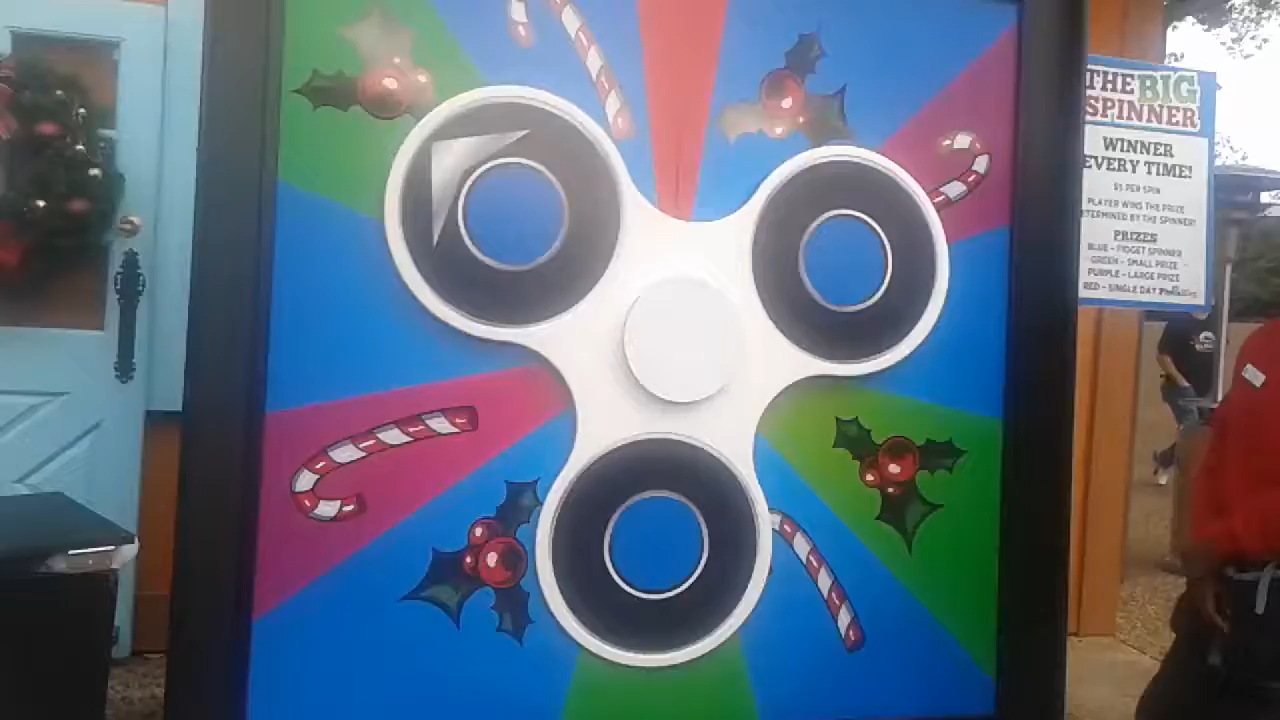 THE BIG
SPINNER
WINNER
EVERY TIME!
$5 PER SPIN
PLAYER WINS THE PRIZE
ETERMINED BY THE SPINNER!
PRIZES
BLUE - FIDGET SPINNER
GREEN - SMALL PRIZE
PURPLE - LARGE PRIZE
RED - SINGLE DAY